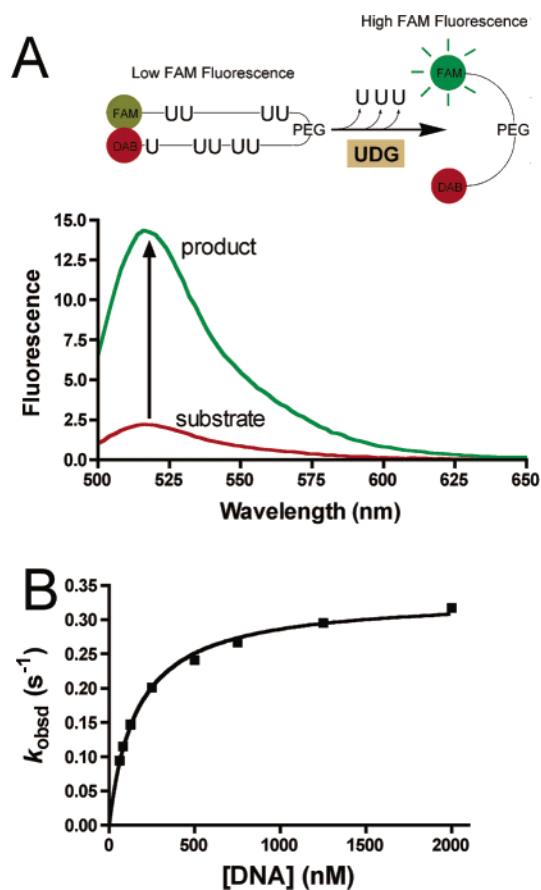 A
High FAM Fluorescence
Low FAM Fluorescence
FAM
UU UU
PEG
DAB
U UU UU
U U U
UDG
FAM
PEG
DAB
15.0
12.5
10.0
7.5
5.0
2.5
0.0
Fluorescence
product
substrate
500 525 550 575 600 625 650
Wavelength (nm)
B
0.35
0.30
0.25
0.20
0.15
0.10
0.05
0.00
kobsd (s-1)
0 500 1000 1500 2000
[DNA] (nM)